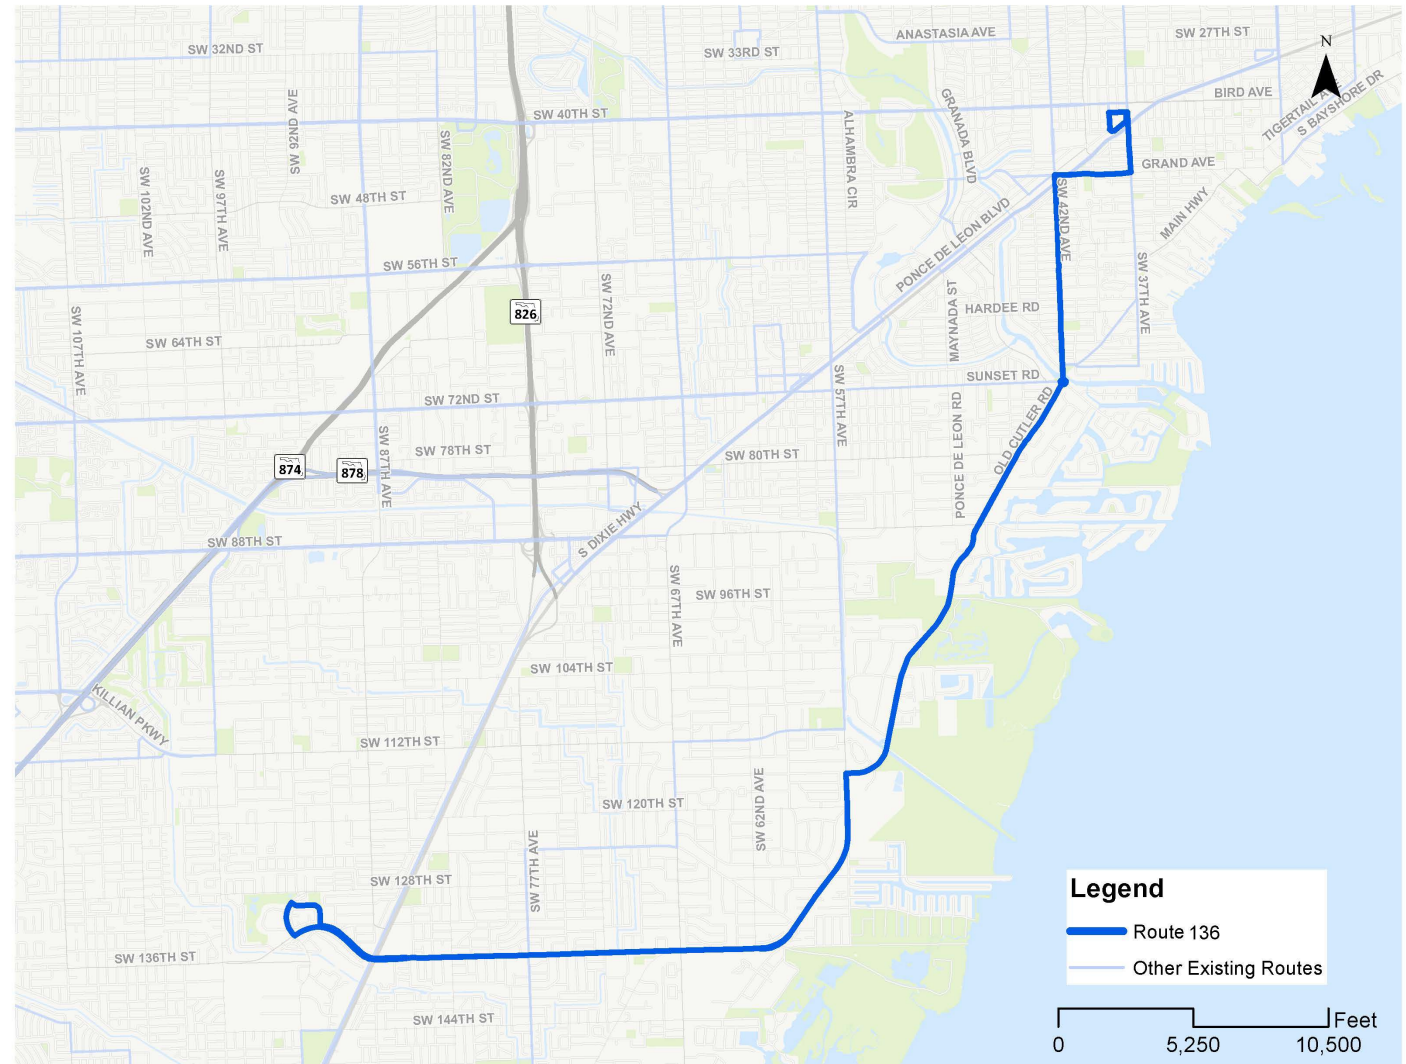 SW 32ND ST
SW 33RD ST
ANASTASIA AVE
SW 27TH ST
N
BIRD AVE
TIGERTAIL AVE
S BAYSHORE DR
SW 40TH ST
SW 92ND AVE
SW 82ND AVE
ALHAMBRA CIR
GRANADA BLVD
GRAND AVE
SW 102ND AVE
SW 97TH AVE
SW 48TH ST
SW 42ND AVE
MAIN HWY
PONCE DE LEON BLVD
SW 56TH ST
SW 72ND AVE
MAYNADA ST
HARDEE RD
SW 37TH AVE
826
SW 107TH AVE
SW 64TH ST
SUNSET RD
SW 57TH AVE
SW 72ND ST
OLD CUTLER RD
PONCE DE LEON RD
SW 87TH AVE
SW 78TH ST
SW 80TH ST
874
878
S DIXIE HWY
SW 88TH ST
SW 67TH AVE
SW 96TH ST
SW 104TH ST
KILLIAN PKWY
SW 112TH ST
SW 62ND AVE
SW 120TH ST
SW 77TH AVE
SW 128TH ST
SW 136TH ST
SW 144TH ST
Legend
Route 136
Other Existing Routes
Feet
0 5,250 10,500